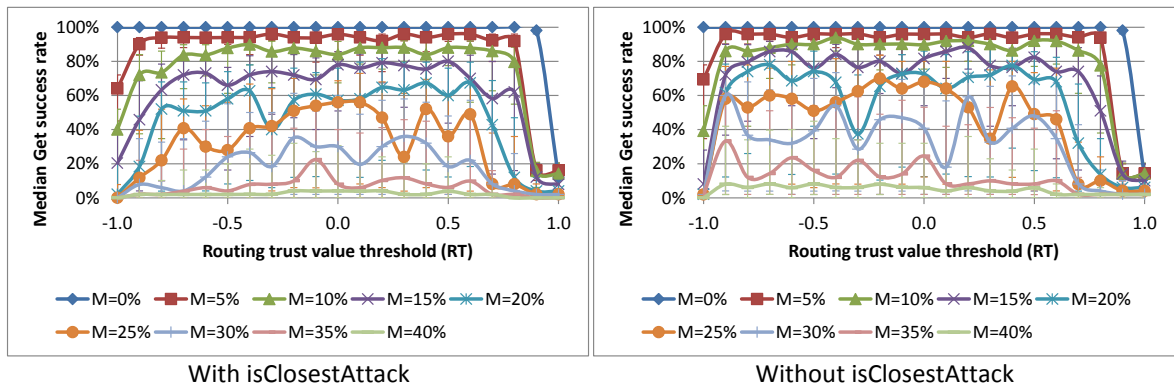 100%
80%
60%
40%
20%
0%
Median Get success rate
-1.0 -0.5 0.0 0.5 1.0
Routing trust value threshold (RT)
M=0% M=5% M=10% M=15% M=20%
M=25% M=30% M=35% M=40%
With isClosestAttack
100%
80%
60%
40%
20%
0%
Median Get success rate
-1.0 -0.5 0.0 0.5 1.0
Routing trust value threshold (RT)
M=0% M=5% M=10% M=15% M=20%
M=25% M=30% M=35% M=40%
Without isClosestAttack